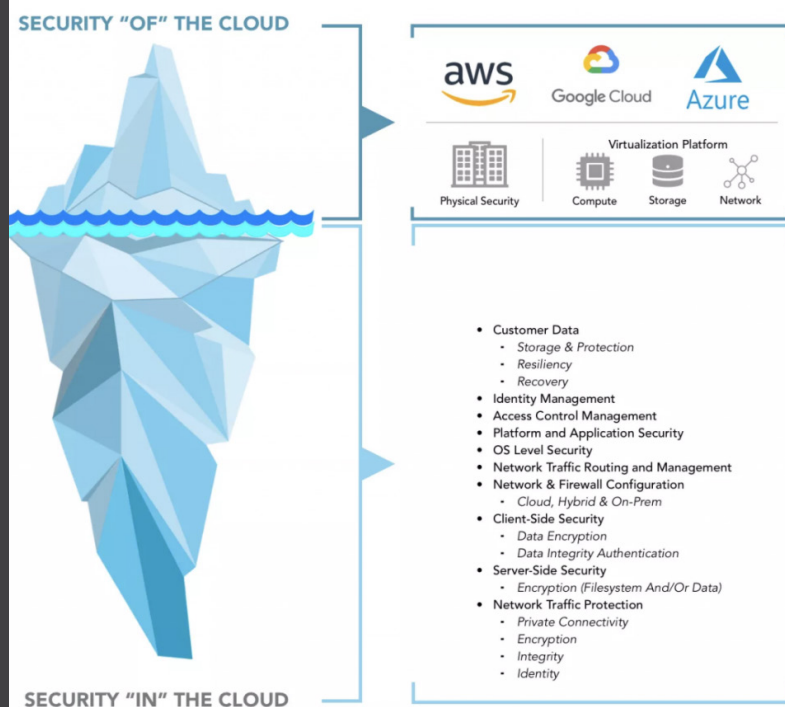 SECURITY “OF” THE CLOUD
aws
Google Cloud
Azure
Virtualization Platform
Physical Security
Compute
Storage
Network
• Customer Data
- Storage & Protection
- Resiliency
- Recovery
• Identity Management
• Access Control Management
• Platform and Application Security
• OS Level Security
• Network Traffic Routing and Management
• Network & Firewall Configuration
- Cloud, Hybrid & On-Prem
• Client-Side Security
- Data Encryption
- Data Integrity Authentication
• Server-Side Security
- Encryption (Filesystem And/Or Data)
• Network Traffic Protection
- Private Connectivity
- Encryption
- Integrity
- Identity
SECURITY “IN” THE CLOUD